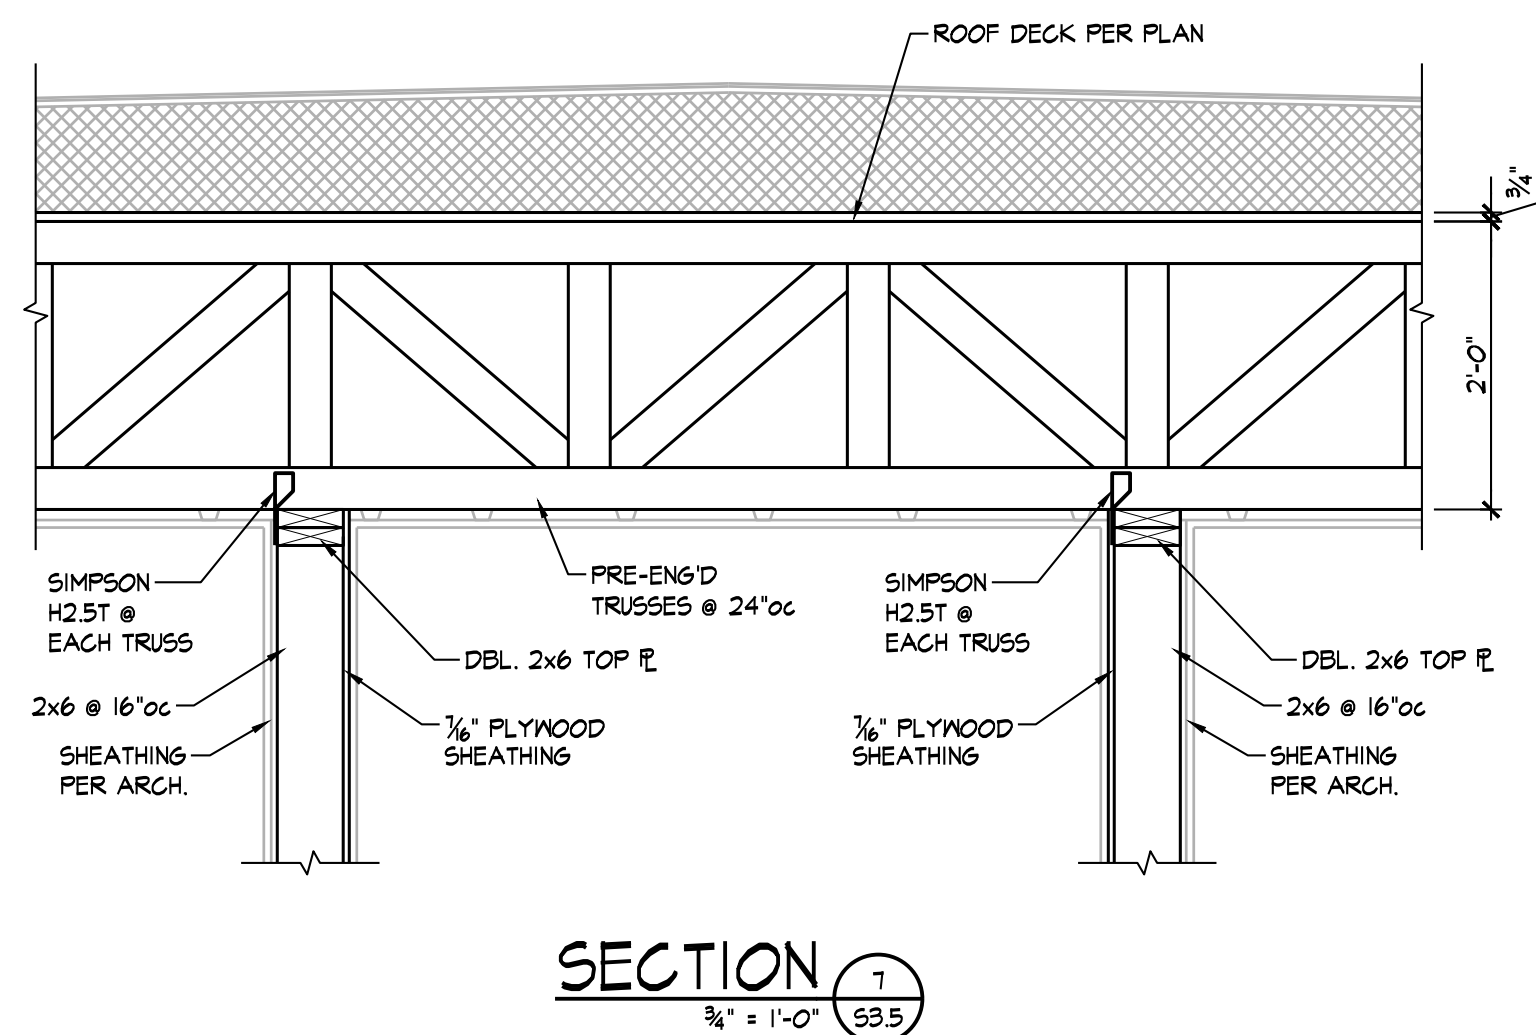 ROOF DECK PER PLAN
3/4"
2'-0"
SIMPSON
H2.5T @
EACH TRUSS
PRE-ENG'D
TRUSSES @ 24"oc
SIMPSON
H2.5T @
EACH TRUSS
DBL. 2x6 TOP PL
DBL. 2x6 TOP PL
2x6 @ 16"oc
2x6 @ 16"oc
7/16" PLYWOOD
SHEATHING
7/16" PLYWOOD
SHEATHING
SHEATHING
PER ARCH.
SHEATHING
PER ARCH.
SECTION
3/4" = 1'-0"
7
S3.5